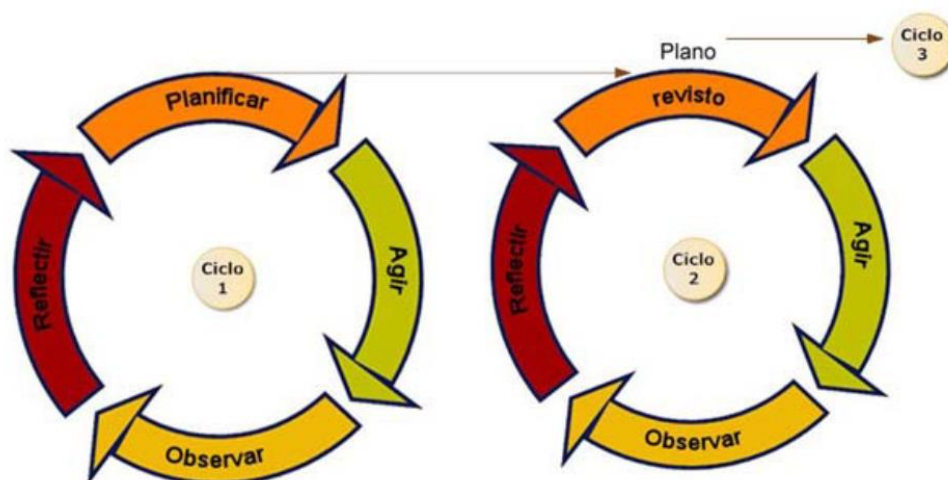 Planificar
Agir
Observar
Reflectir
Ciclo
1
Plano
revisto
Agir
Observar
Reflectir
Ciclo
2
Ciclo
3